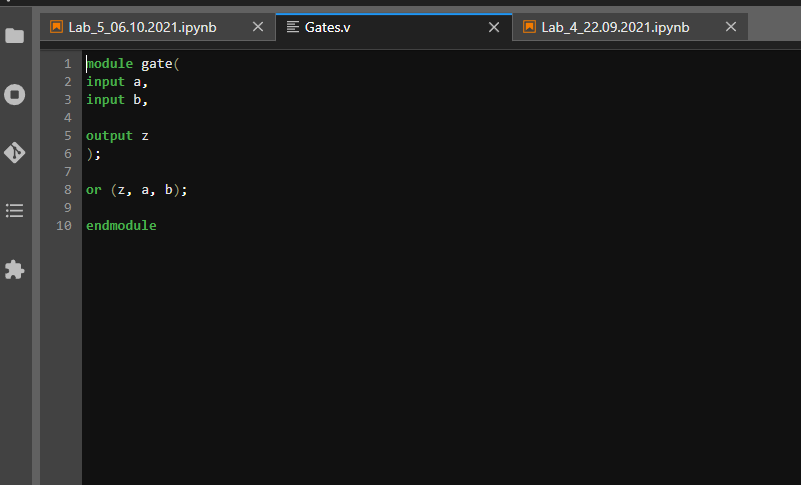 Lab_5_06.10.2021.ipynb
Gates.v
Lab_4_22.09.2021.ipynb
1 module gate(
2 input a,
3 input b,
4
5 output z
6 );
7
8 or (z, a, b);
9
10 endmodule